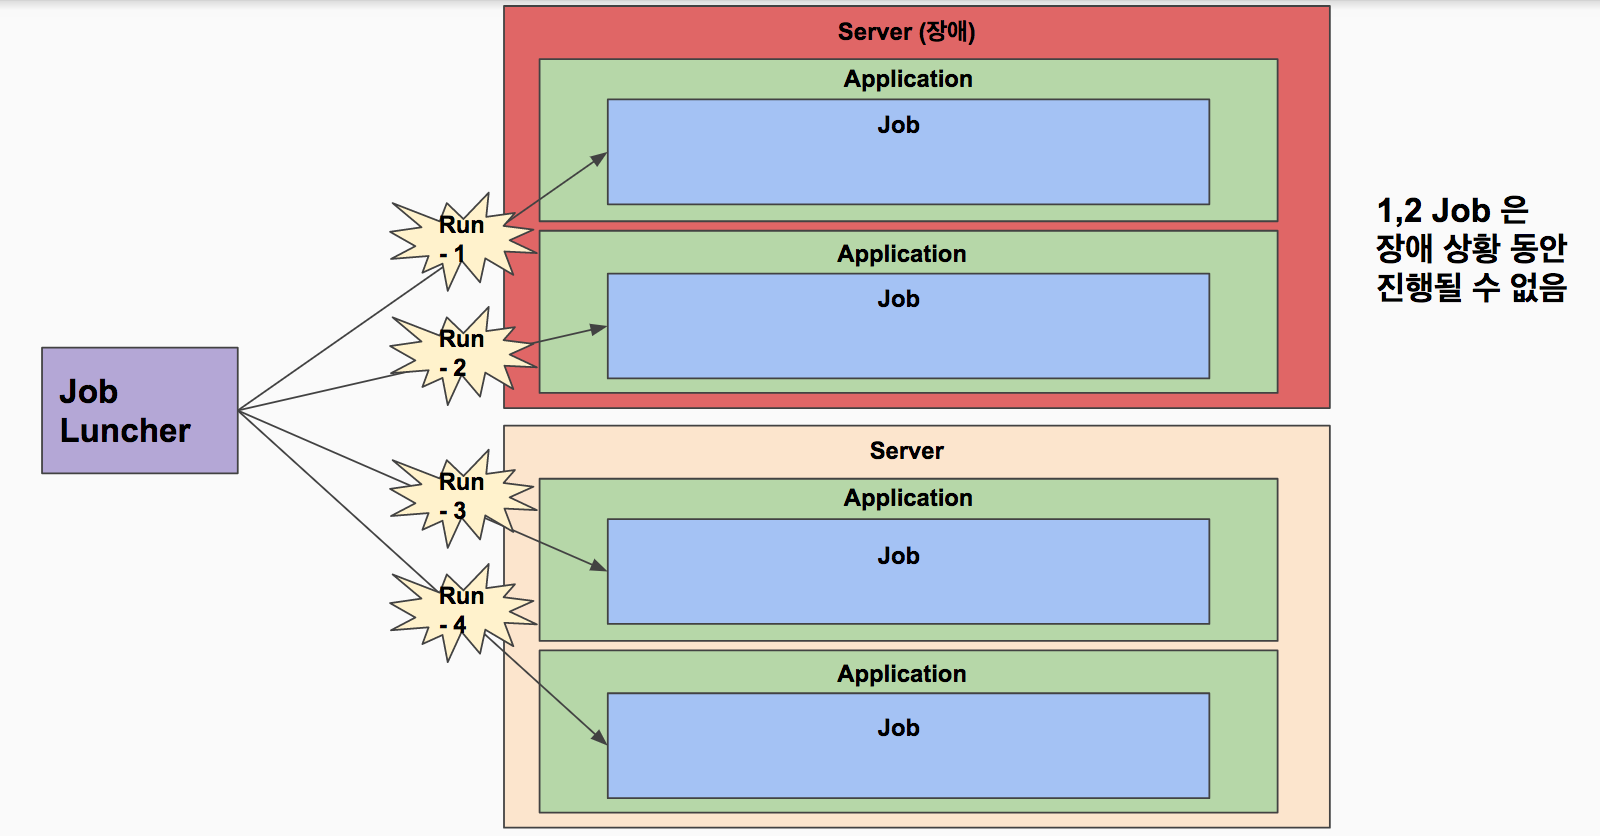 Server (장애)
Application
Job
Run
- 1
Application
Job
Run
- 2
1,2 Job 은
장애 상황 동안
진행될 수 없음
Job
Luncher
Server
Run
- 3
Application
Job
Run
- 4
Application
Job